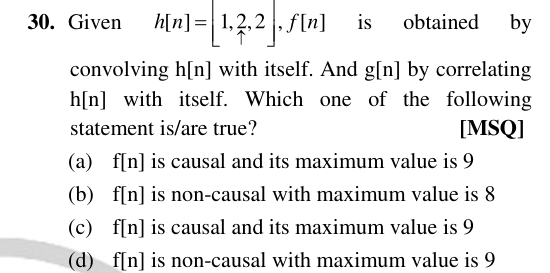 30. Given h[n]=⌊1,2,2⌋, f[n] is obtained by
↑
convolving h[n] with itself. And g[n] by correlating
h[n] with itself. Which one of the following
statement is/are true? [MSQ]
(a) f[n] is causal and its maximum value is 9
(b) f[n] is non-causal with maximum value is 8
(c) f[n] is causal and its maximum value is 9
(d) f[n] is non-causal with maximum value is 9